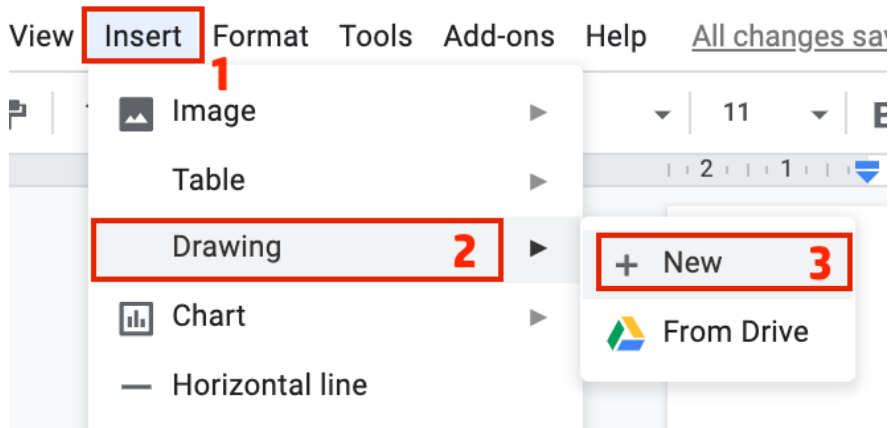 View Insert Format Tools Add-ons Help All changes sa
1
Image
11
B
Table
2 1
Drawing 2
New 3
Chart
From Drive
Horizontal line